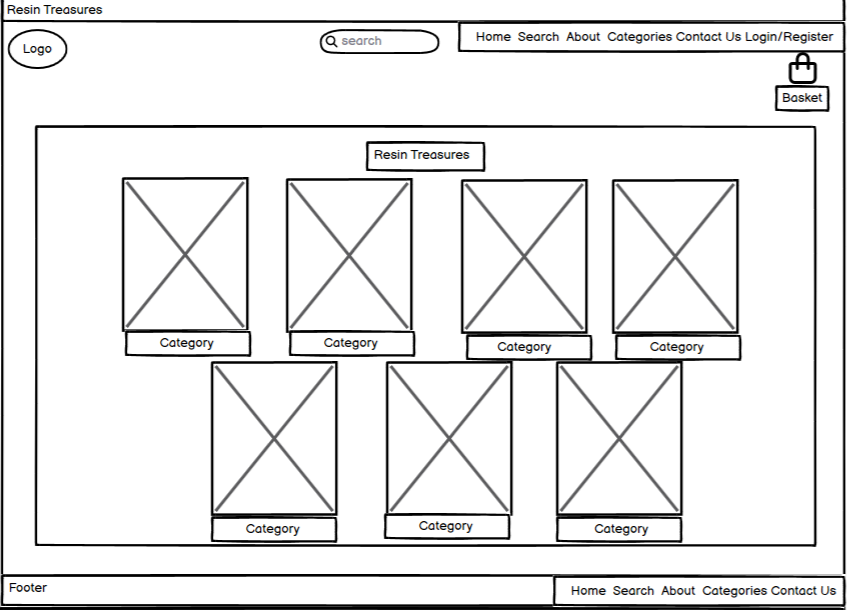 Resin Treasures
Logo
search
Home Search About Categories Contact Us Login/Register
Basket
Resin Treasures
Category
Category
Category
Category
Category
Category
Category
Footer
Home Search About Categories Contact Us